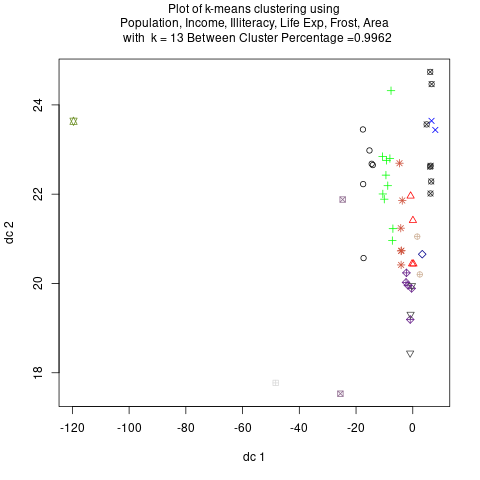 Plot of k-means clustering using
Population, Income, Illiteracy, Life Exp, Frost, Area
with k = 13 Between Cluster Percentage =0.9962
dc 2
24
22
20
18
-120 -100 -80 -60 -40 -20 0
dc 1